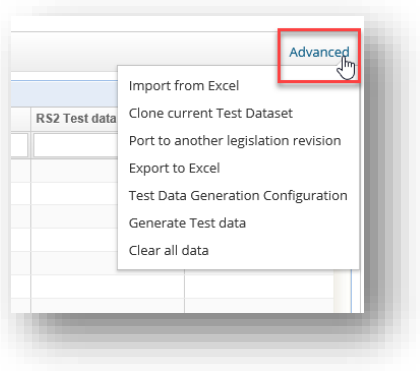 Advanced
Import from Excel
RS2 Test data
Clone current Test Dataset
Port to another legislation revision
Export to Excel
Test Data Generation Configuration
Generate Test data
Clear all data